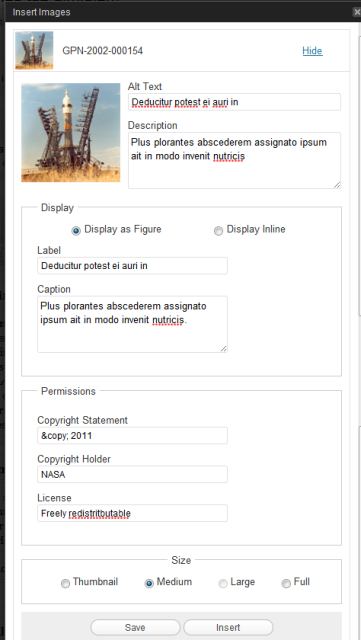 Insert Images
GPN-2002-000154
Hide
Alt Text
Deducitur potest ei auri in
Description
Plus plorantes abscederem assignato ipsum
ait in modo invenit nutricis
Display
Display as Figure
Display Inline
Label
Deducitur potest ei auri in
Caption
Plus plorantes abscederem assignato
ipsum ait in modo invenit nutricis.
Permissions
Copyright Statement
&copy; 2011
Copyright Holder
NASA
License
Freely redistritbutable
Size
Thumbnail
Medium
Large
Full
Save
Insert